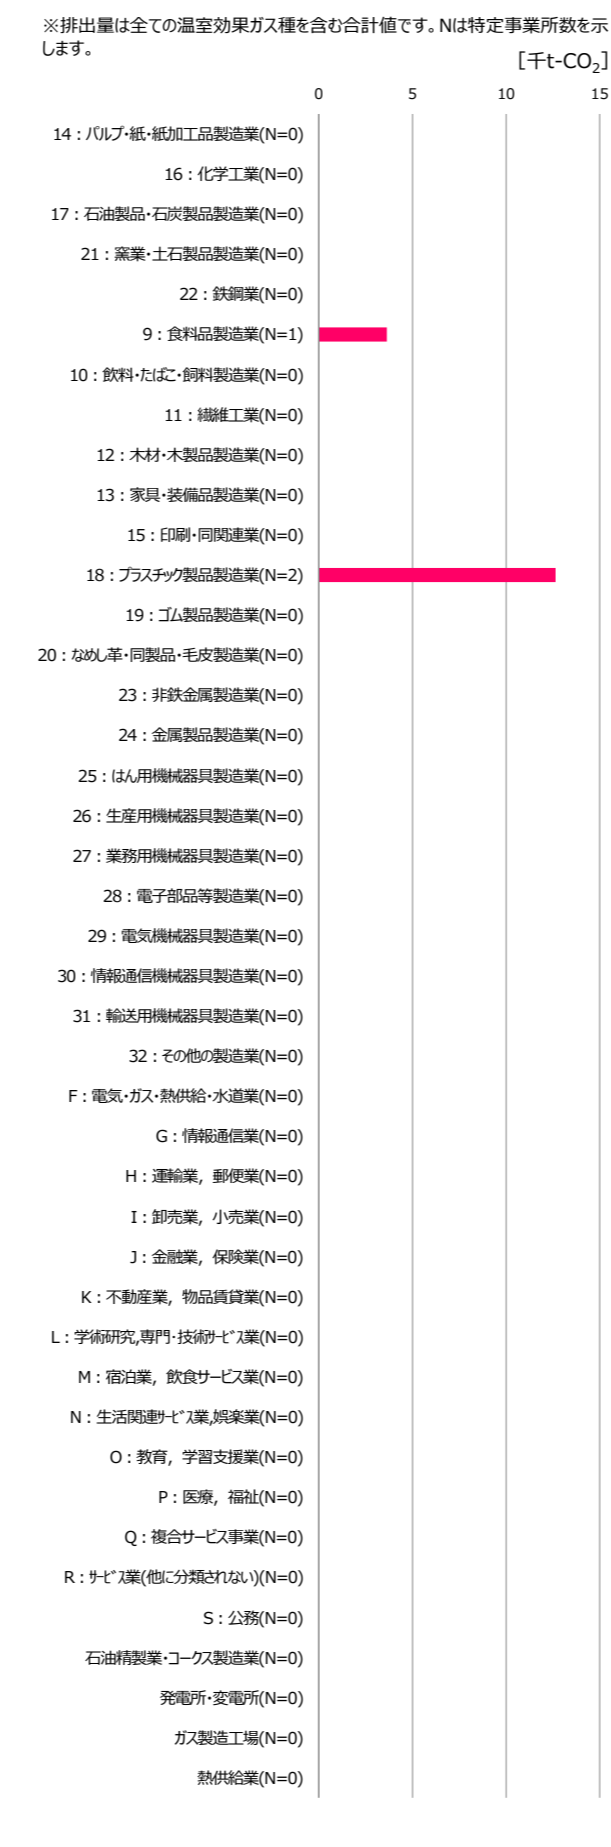 ※排出量は全ての温室効果ガス種を含む合計値です。Nは特定事業所数を示
します。
[千t-CO₂]
0 5 10 15
14：パルプ・紙・紙加工品製造業(N=0)
16：化学工業(N=0)
17：石油製品・石炭製品製造業(N=0)
21：窯業・土石製品製造業(N=0)
22：鉄鋼業(N=0)
9：食料品製造業(N=1)
10：飲料・たばこ・飼料製造業(N=0)
11：繊維工業(N=0)
12：木材・木製品製造業(N=0)
13：家具・装備品製造業(N=0)
15：印刷・同関連業(N=0)
18：プラスチック製品製造業(N=2)
19：ゴム製品製造業(N=0)
20：なめし革・同製品・毛皮製造業(N=0)
23：非鉄金属製造業(N=0)
24：金属製品製造業(N=0)
25：はん用機械器具製造業(N=0)
26：生産用機械器具製造業(N=0)
27：業務用機械器具製造業(N=0)
28：電子部品等製造業(N=0)
29：電気機械器具製造業(N=0)
30：情報通信機械器具製造業(N=0)
31：輸送用機械器具製造業(N=0)
32：その他の製造業(N=0)
F：電気・ガス・熱供給・水道業(N=0)
G：情報通信業(N=0)
H：運輸業，郵便業(N=0)
I：卸売業，小売業(N=0)
J：金融業，保険業(N=0)
K：不動産業，物品賃貸業(N=0)
L：学術研究,専門・技術ｻｰﾋﾞｽ業(N=0)
M：宿泊業，飲食サービス業(N=0)
N：生活関連ｻｰﾋﾞｽ業,娯楽業(N=0)
O：教育，学習支援業(N=0)
P：医療，福祉(N=0)
Q：複合サービス事業(N=0)
R：ｻｰﾋﾞｽ業(他に分類されない)(N=0)
S：公務(N=0)
石油精製業・コークス製造業(N=0)
発電所・変電所(N=0)
ガス製造工場(N=0)
熱供給業(N=0)